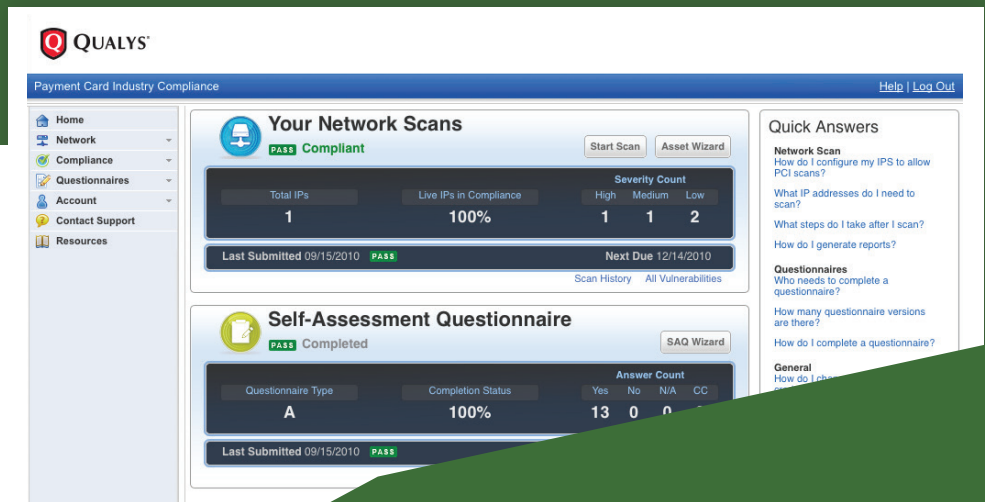 QUALYS
Payment Card Industry Compliance
Help | Log Out
Home
Network
Compliance
Questionnaires
Account
Contact Support
Resources
Your Network Scans
PASS Compliant
Start Scan
Asset Wizard
Severity Count
Total IPs
Live IPs in Compliance
High Medium Low
1
100%
1 1 2
Last Submitted 09/15/2010 PASS
Next Due 12/14/2010
Scan History
All Vulnerabilities
Self-Assessment Questionnaire
PASS Completed
SAQ Wizard
Answer Count
Questionnaire Type
Completion Status
Yes No N/A CC
A
100%
13 0 0
Last Submitted 09/15/2010 PASS
Quick Answers
Network Scan
How do I configure my IPS to allow
PCI scans?
What IP addresses do I need to
scan?
What steps do I take after I scan?
How do I generate reports?
Questionnaires
Who needs to complete a
questionnaire?
How many questionnaire versions
are there?
How do I complete a questionnaire?
General
How do I